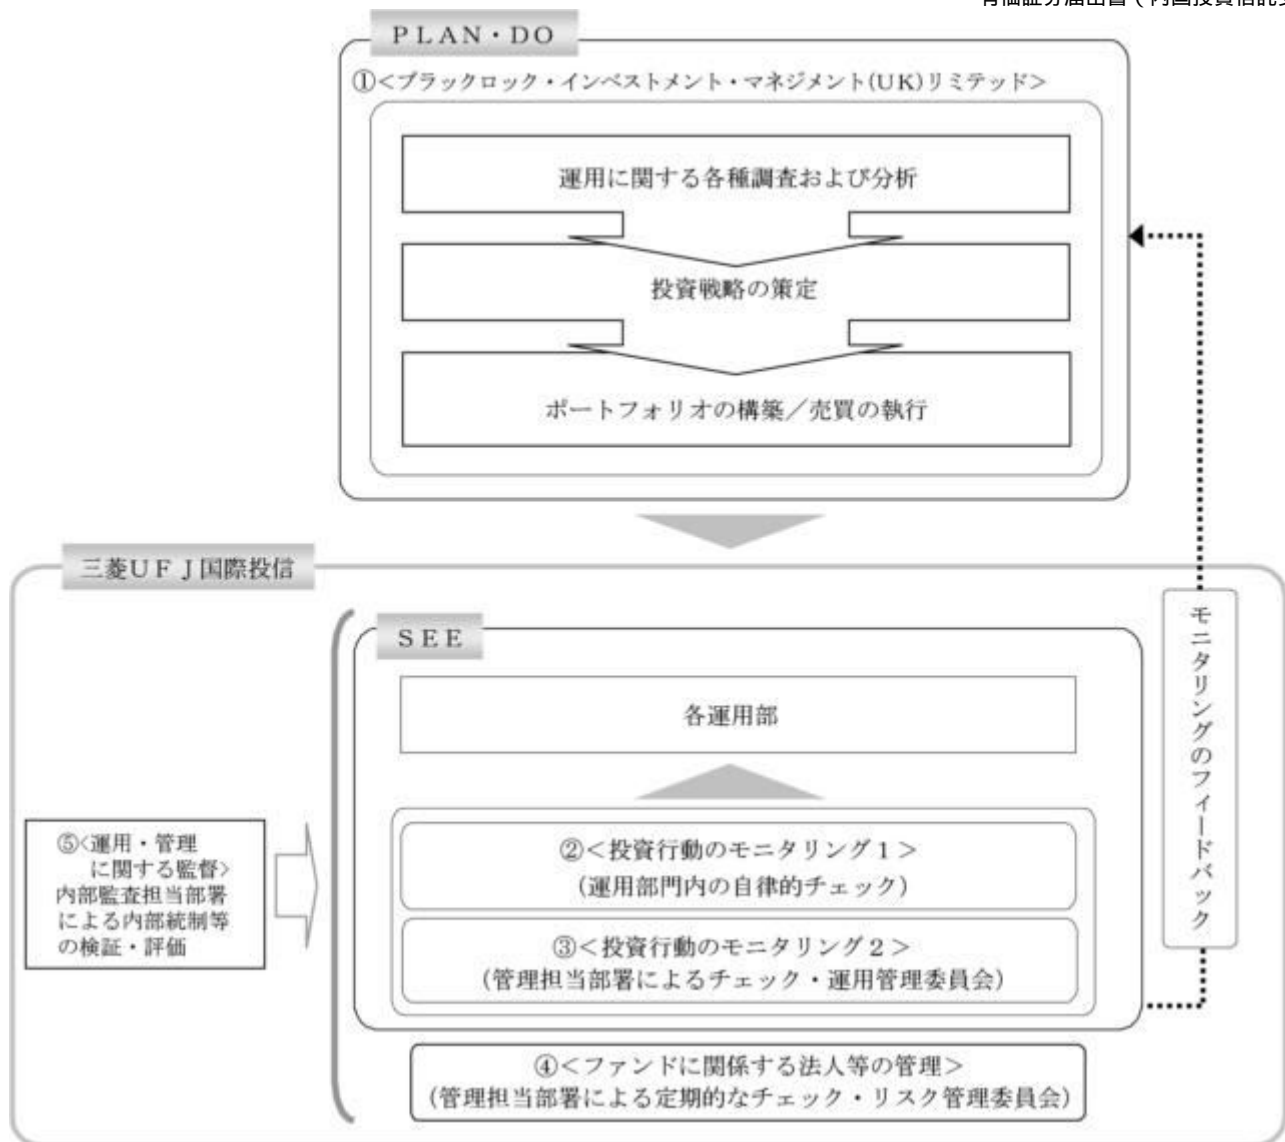 PLAN・DO
①<ブラックロック・インベストメント・マネジメント(UK)リミテッド>
運用に関する各種調査および分析
投資戦略の策定
ポートフォリオの構築／売買の執行
三菱UFJ国際投信
SEE
各運用部
②<投資行動のモニタリング1>
(運用部門内の自律的チェック)
③<投資行動のモニタリング2>
(管理担当部署によるチェック・運用管理委員会)
④<ファンドに関係する法人等の管理>
(管理担当部署による定期的なチェック・リスク管理委員会)
⑤<運用・管理
に関する監督>
内部監査担当部署
による内部統制等
の検証・評価
モニタリングのフィードバック